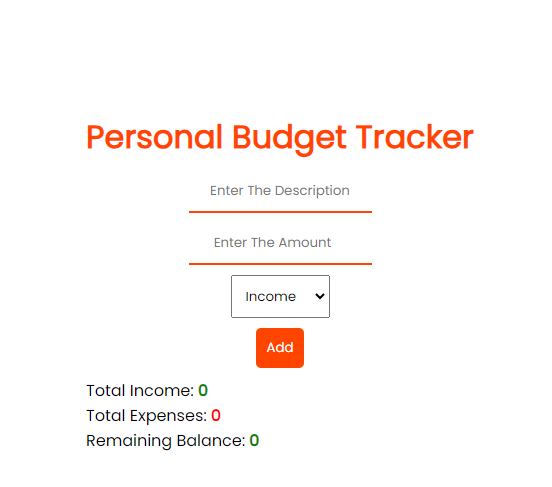 Personal Budget Tracker
Enter The Description
Enter The Amount
Income
Add
Total Income: 0
Total Expenses: 0
Remaining Balance: 0